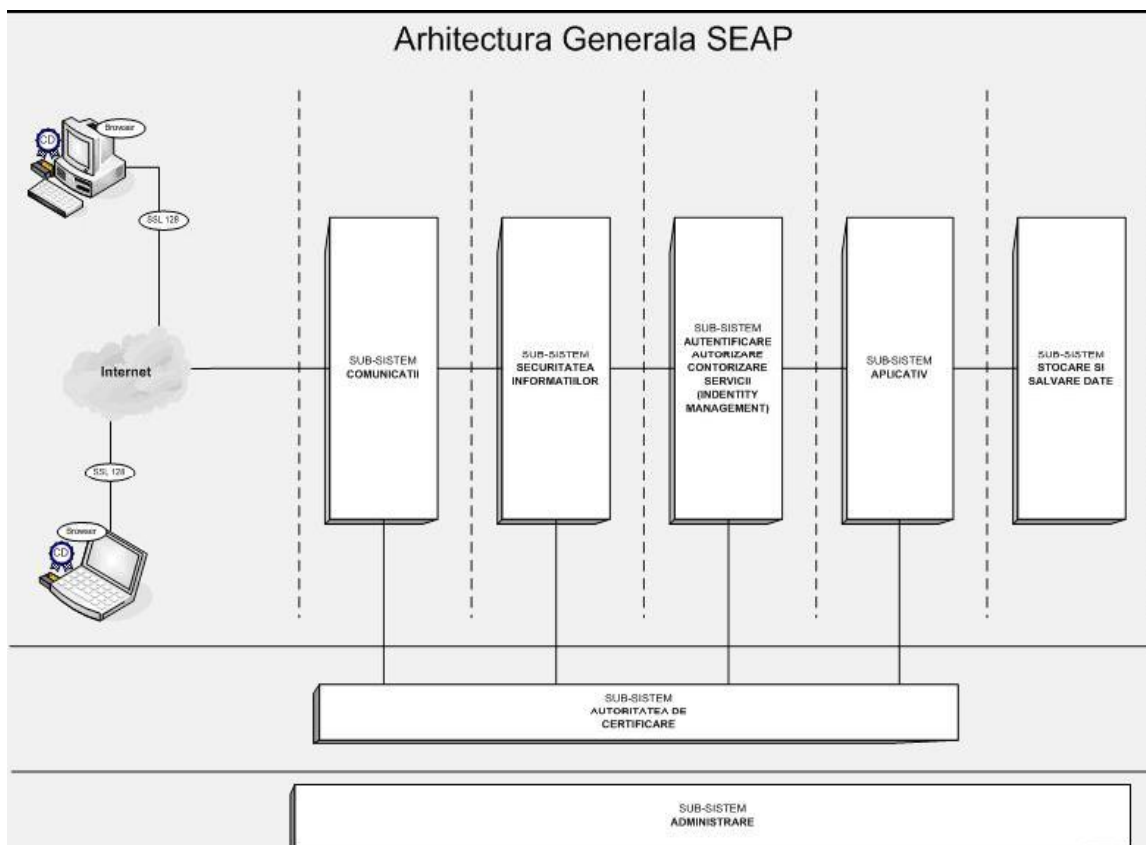 Arhitectura Generala SEAP
Browser
CD
SSL 128
Internet
SSL 128
Browser
CD
SUB-SISTEM
COMUNICATII
SUB-SISTEM
SECURITATEA
INFORMATIILOR
SUB-SISTEM
AUTENTIFICARE
AUTORIZARE
CONTORIZARE
SERVICII
(INDENTITY
MANAGEMENT)
SUB-SISTEM
APLICATIV
SUB-SISTEM
STOCARE SI
SALVARE DATE
SUB-SISTEM
AUTORITATEA DE
CERTIFICARE
SUB-SISTEM
ADMINISTRARE